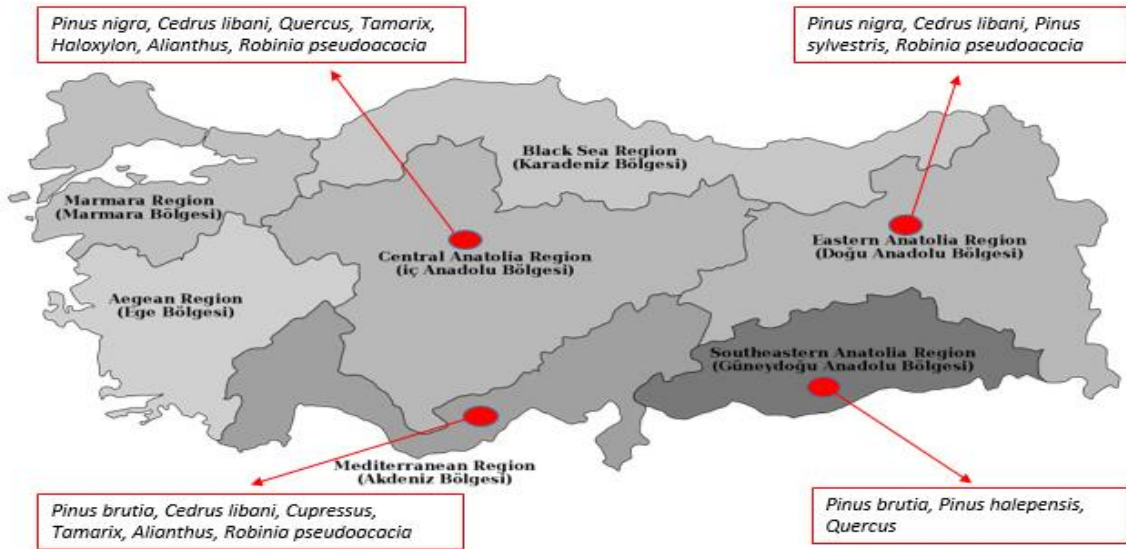 Pinus nigra, Cedrus libani, Quercus, Tamarix,
Haloxylon, Alianthus, Robinia pseudoacacia
Pinus nigra, Cedrus libani, Pinus
sylvestris, Robinia pseudoacacia
Black Sea Region
(Karadeniz Bölgesi)
Marmara Region
(Marmara Bölgesi)
Central Anatolia Region
(iç Anadolu Bölgesi)
Eastern Anatolia Region
(Doğu Anadolu Bölgesi)
Aegean Region
(Ege Bölgesi)
Southeastern Anatolia Region
(Güneydoğu Anadolu Bölgesi)
Mediterranean Region
(Akdeniz Bölgesi)
Pinus brutia, Cedrus libani, Cupressus,
Tamarix, Alianthus, Robinia pseudoacacia
Pinus brutia, Pinus halepensis,
Quercus